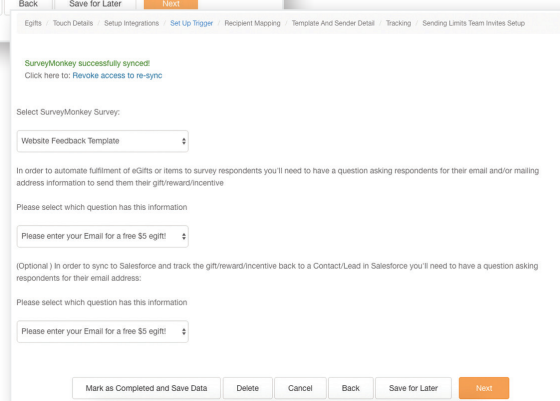 Back Save for Later Next
Egifts / Touch Details / Setup Integrations / Set Up Trigger / Recipient Mapping / Template And Sender Detail / Tracking / Sending Limits Team Invites Setup
SurveyMonkey successfully synced!
Click here to: Revoke access to re-sync
Select SurveyMonkey Survey:
Website Feedback Template
In order to automate fulfilment of eGifts or items to survey respondents you'll need to have a question asking respondents for their email and/or mailing
address information to send them their gift/reward/incentive
Please select which question has this information
Please enter your Email for a free $5 egift!
(Optional ) In order to sync to Salesforce and track the gift/reward/incentive back to a Contact/Lead in Salesforce you'll need to have a question asking
respondents for their email address:
Please select which question has this information
Please enter your Email for a free $5 egift!
Mark as Completed and Save Data Delete Cancel Back Save for Later Next